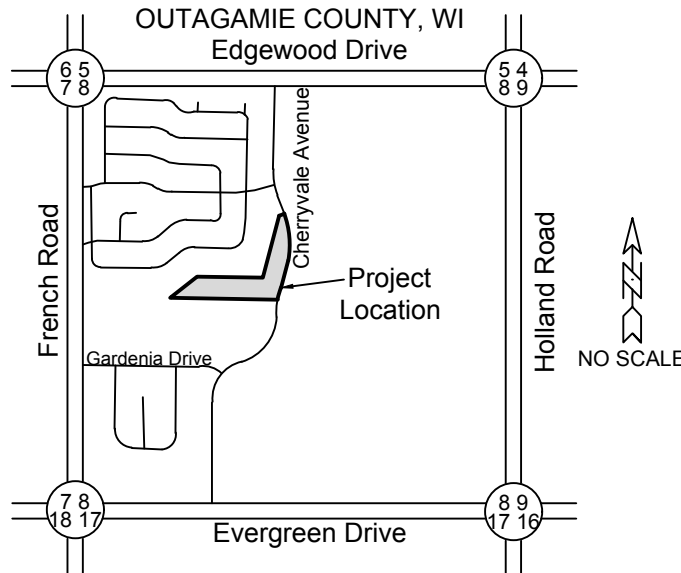 OUTAGAMIE COUNTY, WI
Edgewood Drive
6 5
7 8
5 4
8 9
Cherryvale Avenue
French Road
Holland Road
Project
Location
NO SCALE
Gardenia Drive
7 8
18 17
8 9
17 16
Evergreen Drive